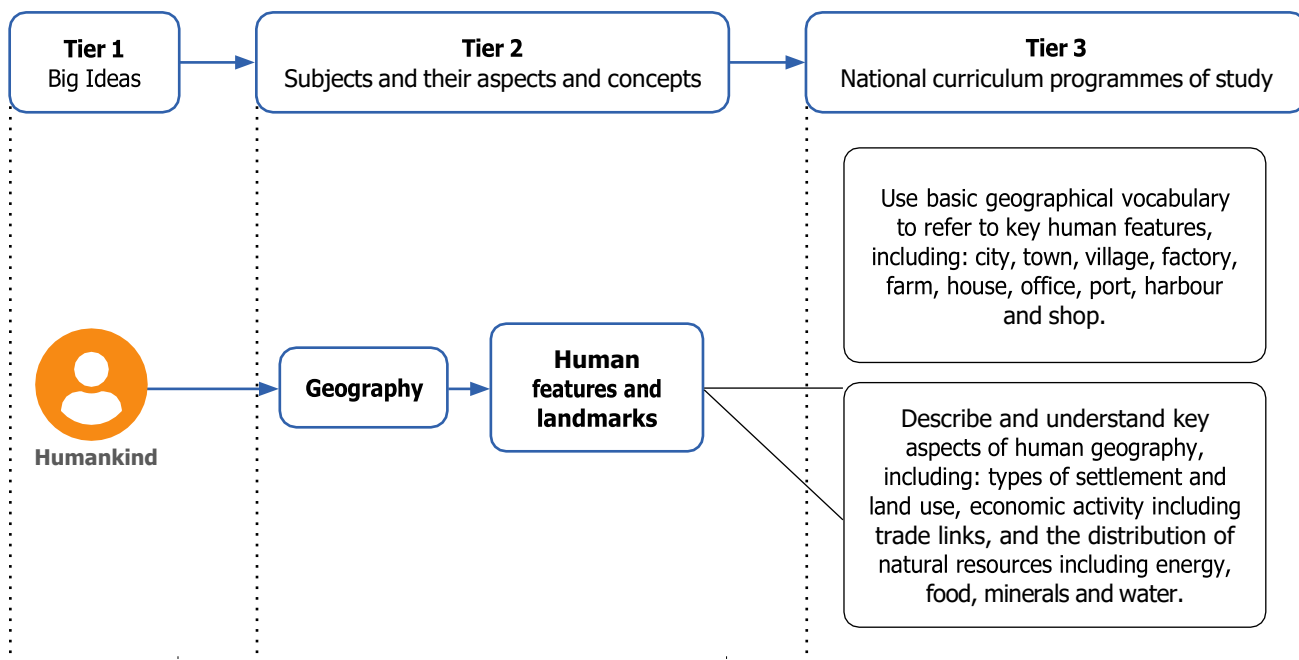 Tier 1
Big Ideas
Tier 2
Subjects and their aspects and concepts
Tier 3
National curriculum programmes of study
Humankind
Geography
Human
features and
landmarks
Use basic geographical vocabulary
to refer to key human features,
including: city, town, village, factory,
farm, house, office, port, harbour
and shop.
Describe and understand key
aspects of human geography,
including: types of settlement and
land use, economic activity including
trade links, and the distribution of
natural resources including energy,
food, minerals and water.